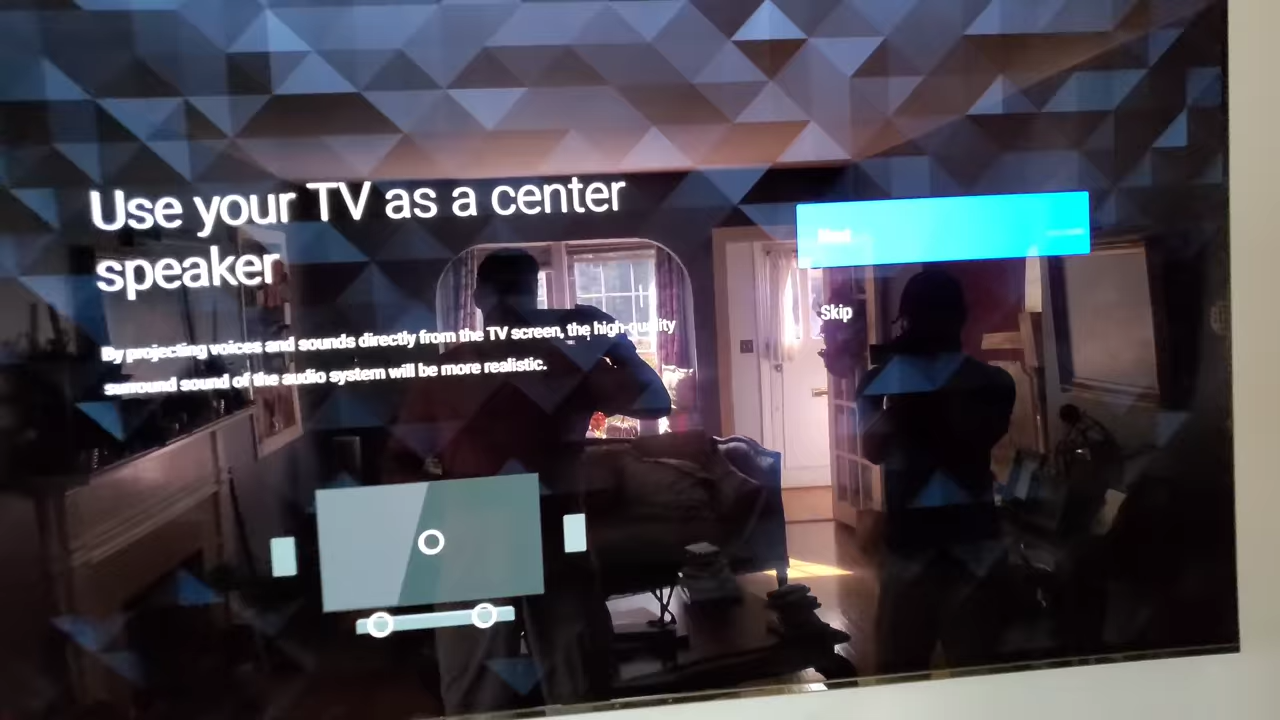 Use your TV as a center
speaker
By projecting voices and sounds directly from the TV screen, the high-quality
surround sound of the audio system will be more realistic.
Skip